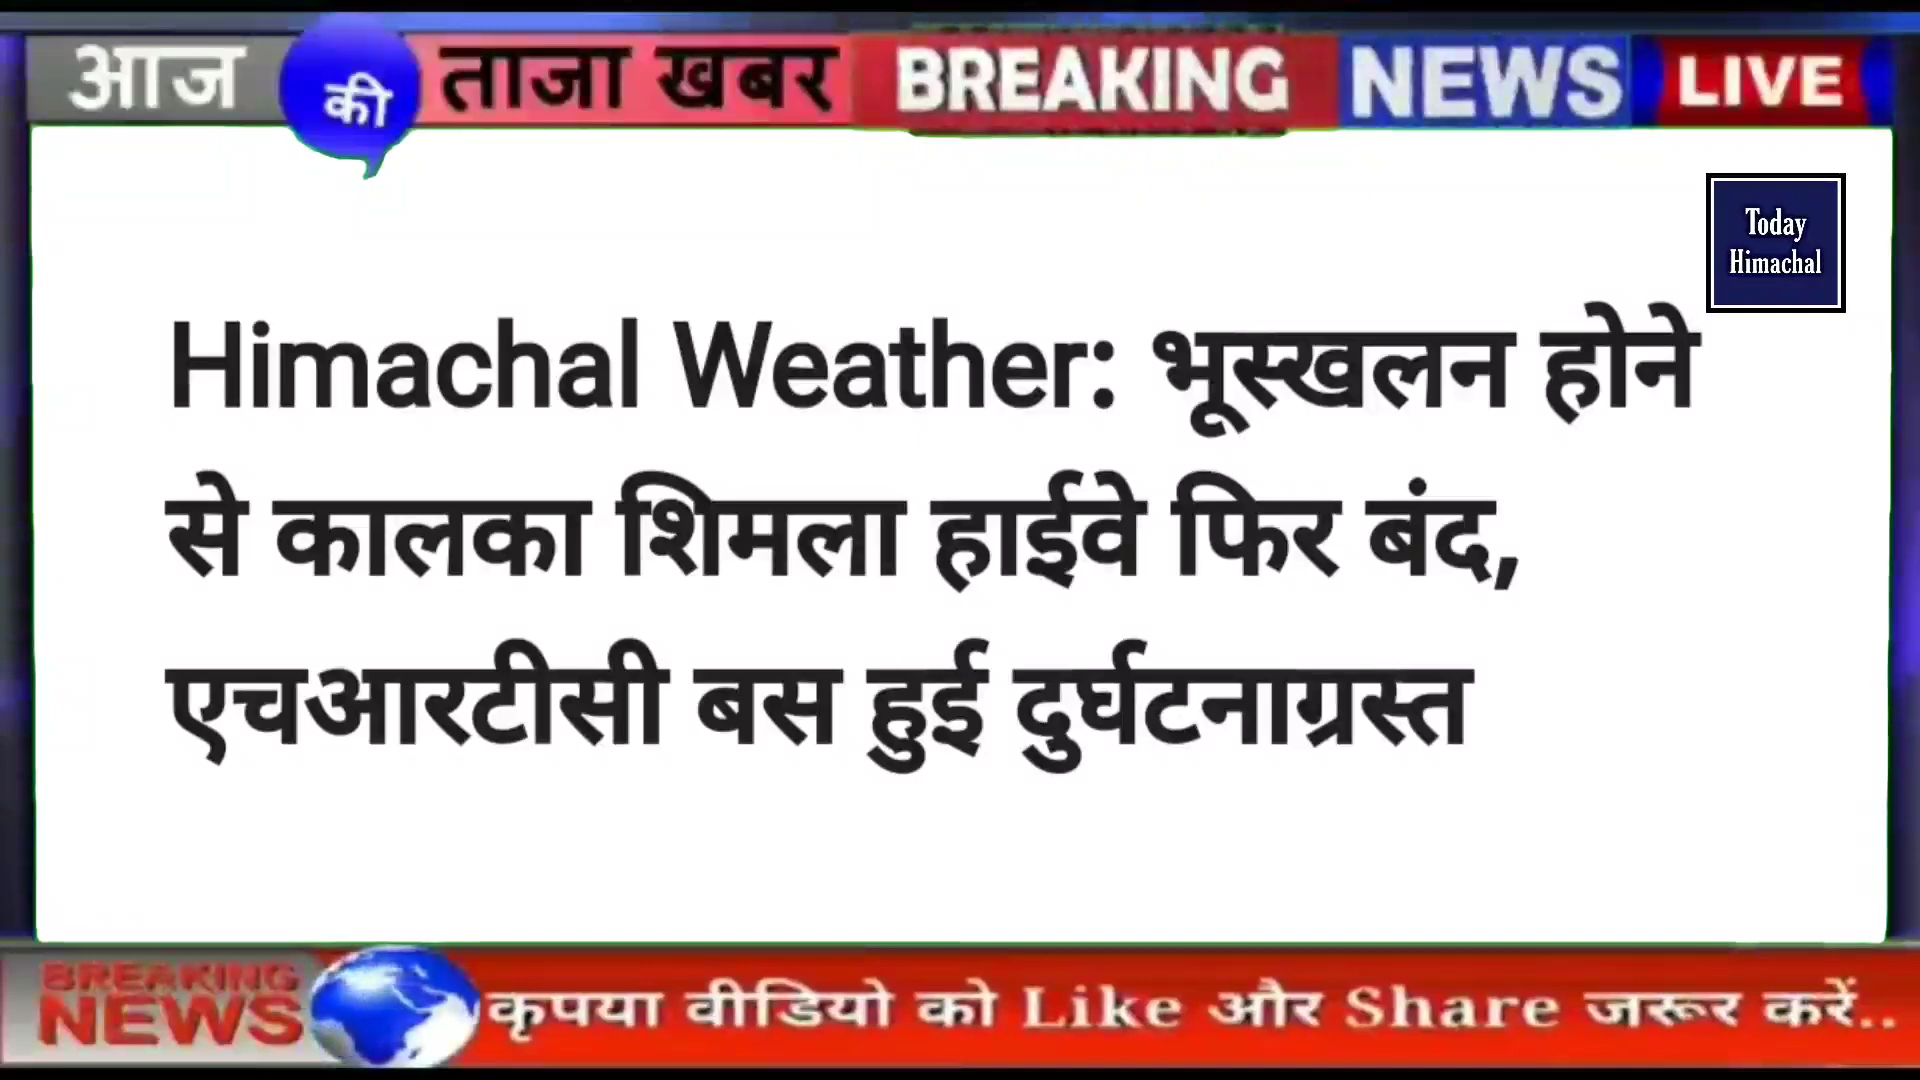 आज की ताजा खबर BREAKING NEWS LIVE
Today
Himachal
Himachal Weather: भूस्खलन होने
से कालका शिमला हाईवे फिर बंद,
एचआरटीसी बस हुई दुर्घटनाग्रस्त
BREAKING
NEWS
कृपया वीडियो को Like और Share जरूर करें..